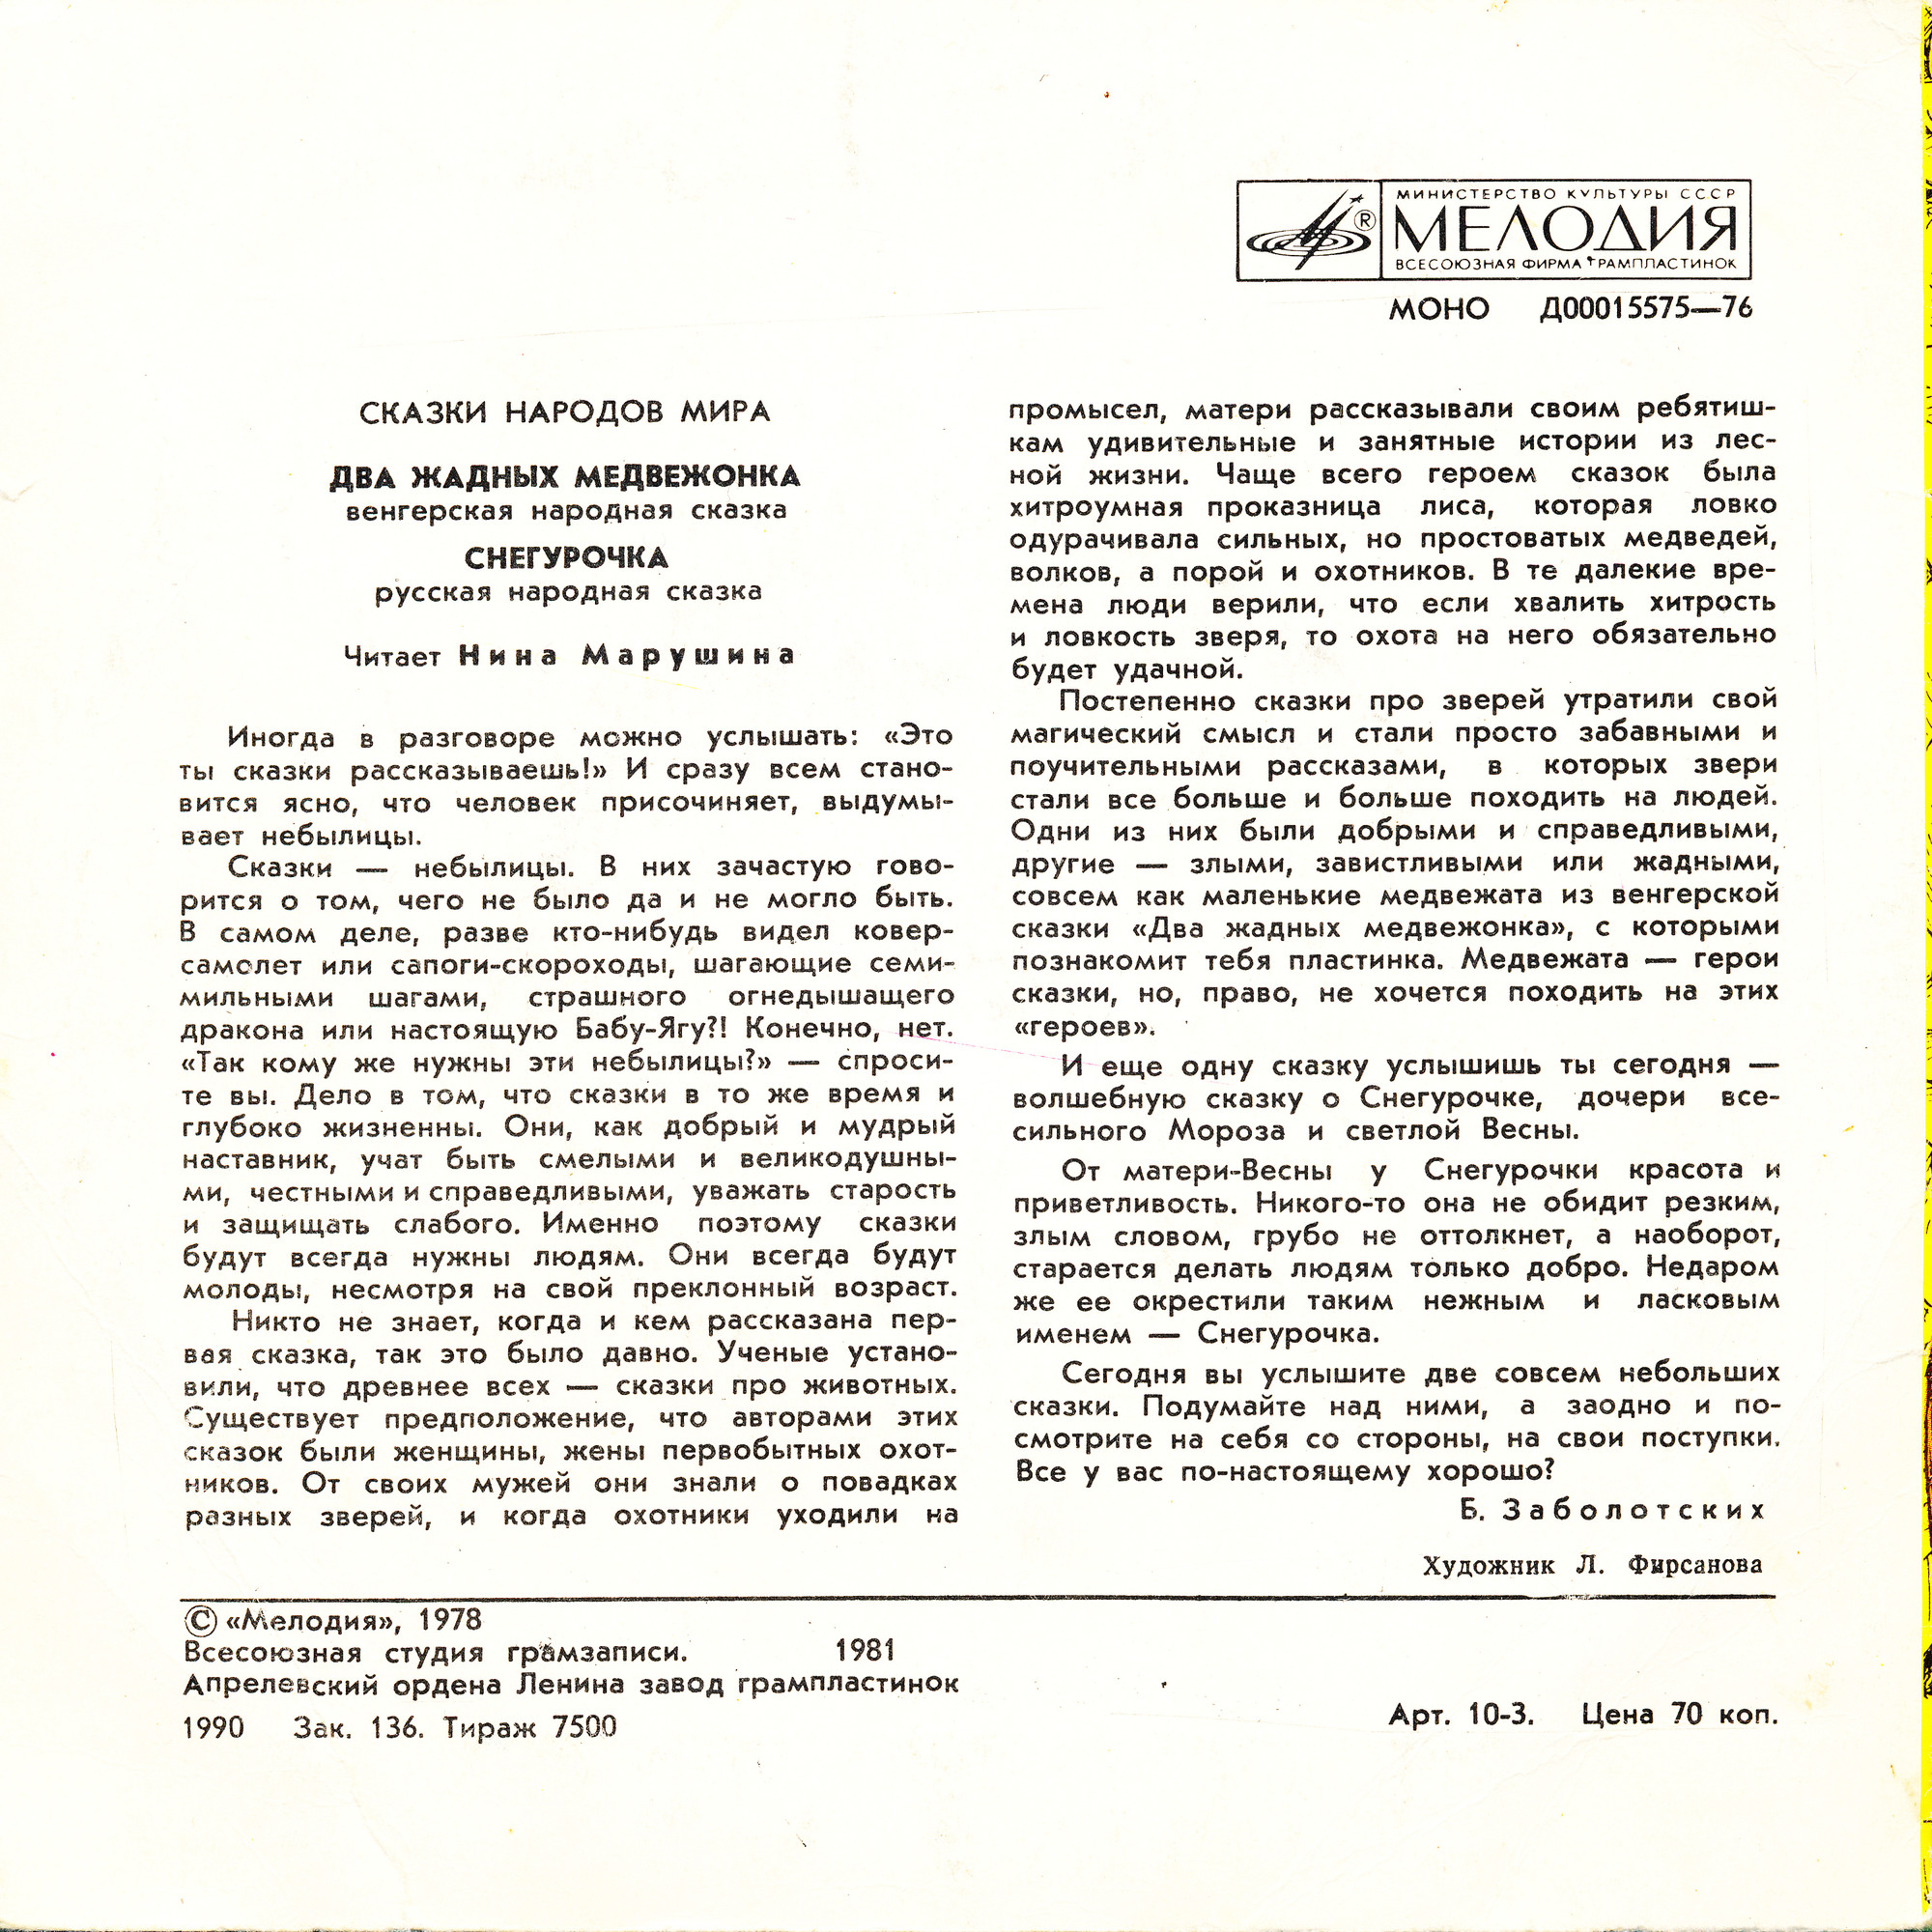 МИНИСТЕРСТВО КУЛЬТУРЫ СССР
МЕЛОДИЯ
ВСЕСОЮЗНАЯ ФИРМА ГРАМПЛАСТИНОК
®
МОНО Д00015575—76
СКАЗКИ НАРОДОВ МИРА
ДВА ЖАДНЫХ МЕДВЕЖОНКА
венгерская народная сказка
СНЕГУРОЧКА
русская народная сказка
Читает Нина Марушина
Иногда в разговоре можно услышать: «Это
ты сказки рассказываешь!» И сразу всем стано-
вится ясно, что человек присочиняет, выдумы-
вает небылицы.
Сказки — небылицы. В них зачастую гово-
рится о том, чего не было да и не могло быть.
В самом деле, разве кто-нибудь видел ковер-
самолет или сапоги-скороходы, шагающие семи-
мильными шагами, страшного огнедышащего
дракона или настоящую Бабу-Ягу?! Конечно, нет.
«Так кому же нужны эти небылицы?» — спроси-
те вы. Дело в том, что сказки в то же время и
глубоко жизненны. Они, как добрый и мудрый
наставник, учат быть смелыми и великодушны-
ми, честными и справедливыми, уважать старость
и защищать слабого. Именно поэтому сказки
будут всегда нужны людям. Они всегда будут
молоды, несмотря на свой преклонный возраст.
Никто не знает, когда и кем рассказана пер-
вая сказка, так это было давно. Ученые устано-
вили, что древнее всех — сказки про животных.
Существует предположение, что авторами этих
сказок были женщины, жены первобытных охот-
ников. От своих мужей они знали о повадках
разных зверей, и когда охотники уходили на
промысел, матери рассказывали своим ребятиш-
кам удивительные и занятные истории из лес-
ной жизни. Чаще всего героем сказок была
хитроумная проказница лиса, которая ловко
одурачивала сильных, но простоватых медведей,
волков, а порой и охотников. В те далекие вре-
мена люди верили, что если хвалить хитрость
и ловкость зверя, то охота на него обязательно
будет удачной.
Постепенно сказки про зверей утратили свой
магический смысл и стали просто забавными и
поучительными рассказами, в которых звери
стали все больше и больше походить на людей.
Одни из них были добрыми и справедливыми,
другие — злыми, завистливыми или жадными,
совсем как маленькие медвежата из венгерской
сказки «Два жадных медвежонка», с которыми
познакомит тебя пластинка. Медвежата — герои
сказки, но, право, не хочется походить на этих
«героев».
И еще одну сказку услышишь ты сегодня —
волшебную сказку о Снегурочке, дочери все-
сильного Мороза и светлой Весны.
От матери-Весны у Снегурочки красота и
приветливость. Никого-то она не обидит резким,
злым словом, грубо не оттолкнет, а наоборот,
старается делать людям только добро. Недаром
же ее окрестили таким нежным и ласковым
именем — Снегурочка.
Сегодня вы услышите две совсем небольших
сказки. Подумайте над ними, а заодно и по-
смотрите на себя со стороны, на свои поступки.
Все у вас по-настоящему хорошо?
Б. Заболотских
Художник Л. Фирсанова
© «Мелодия», 1978
Всесоюзная студия грамзаписи. 1981
Апрелевский ордена Ленина завод грампластинок
1990 Зак. 136. Тираж 7500
Арт. 10-3. Цена 70 коп.